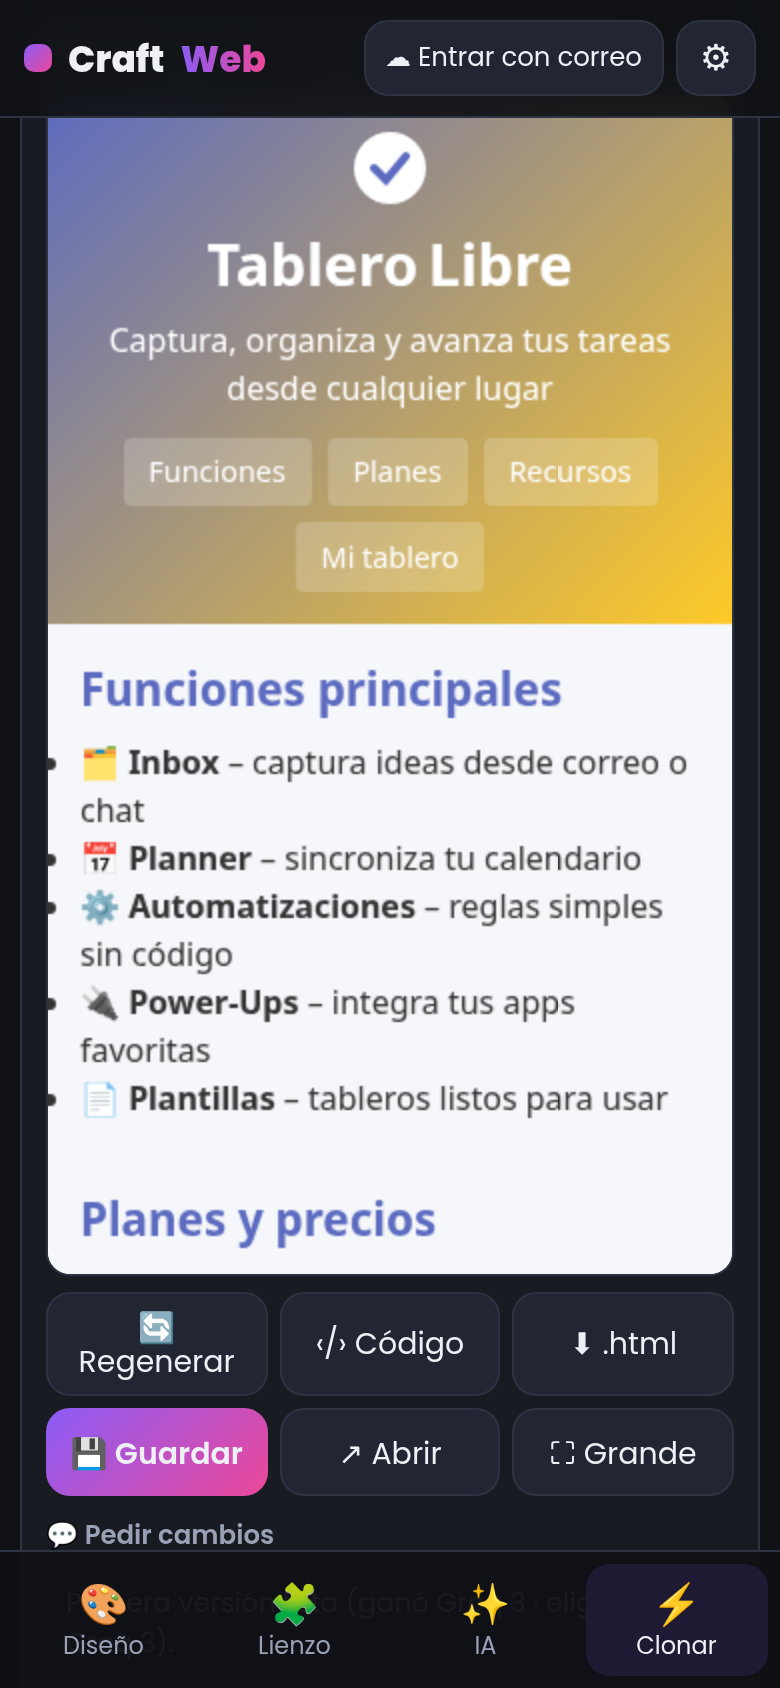 Craft Web
☁ Entrar con correo
⚙
Tablero Libre
Captura, organiza y avanza tus tareas
desde cualquier lugar
Funciones
Planes
Recursos
Mi tablero
Funciones principales
• 🗂️ Inbox – captura ideas desde correo o
chat
• 📅 Planner – sincroniza tu calendario
• ⚙️ Automatizaciones – reglas simples
sin código
• 🔌 Power-Ups – integra tus apps
favoritas
• 📄 Plantillas – tableros listos para usar
Planes y precios
🔄
Regenerar
‹/› Código
⬇ .html
💾 Guardar
↗ Abrir
⛶ Grande
💬 Pedir cambios
🎨
Diseño
🧩
Lienzo
✨
IA
⚡
Clonar